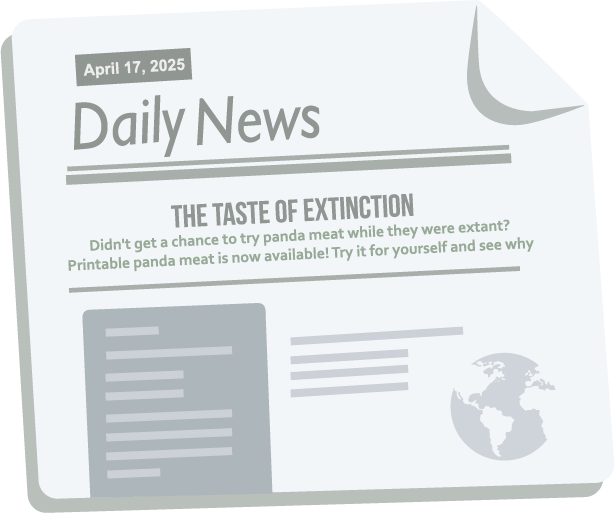 April 17, 2025
Daily News
THE TASTE OF EXTINCTION
Didn't get a chance to try panda meat while they were extant?
Printable panda meat is now available! Try it for yourself and see why